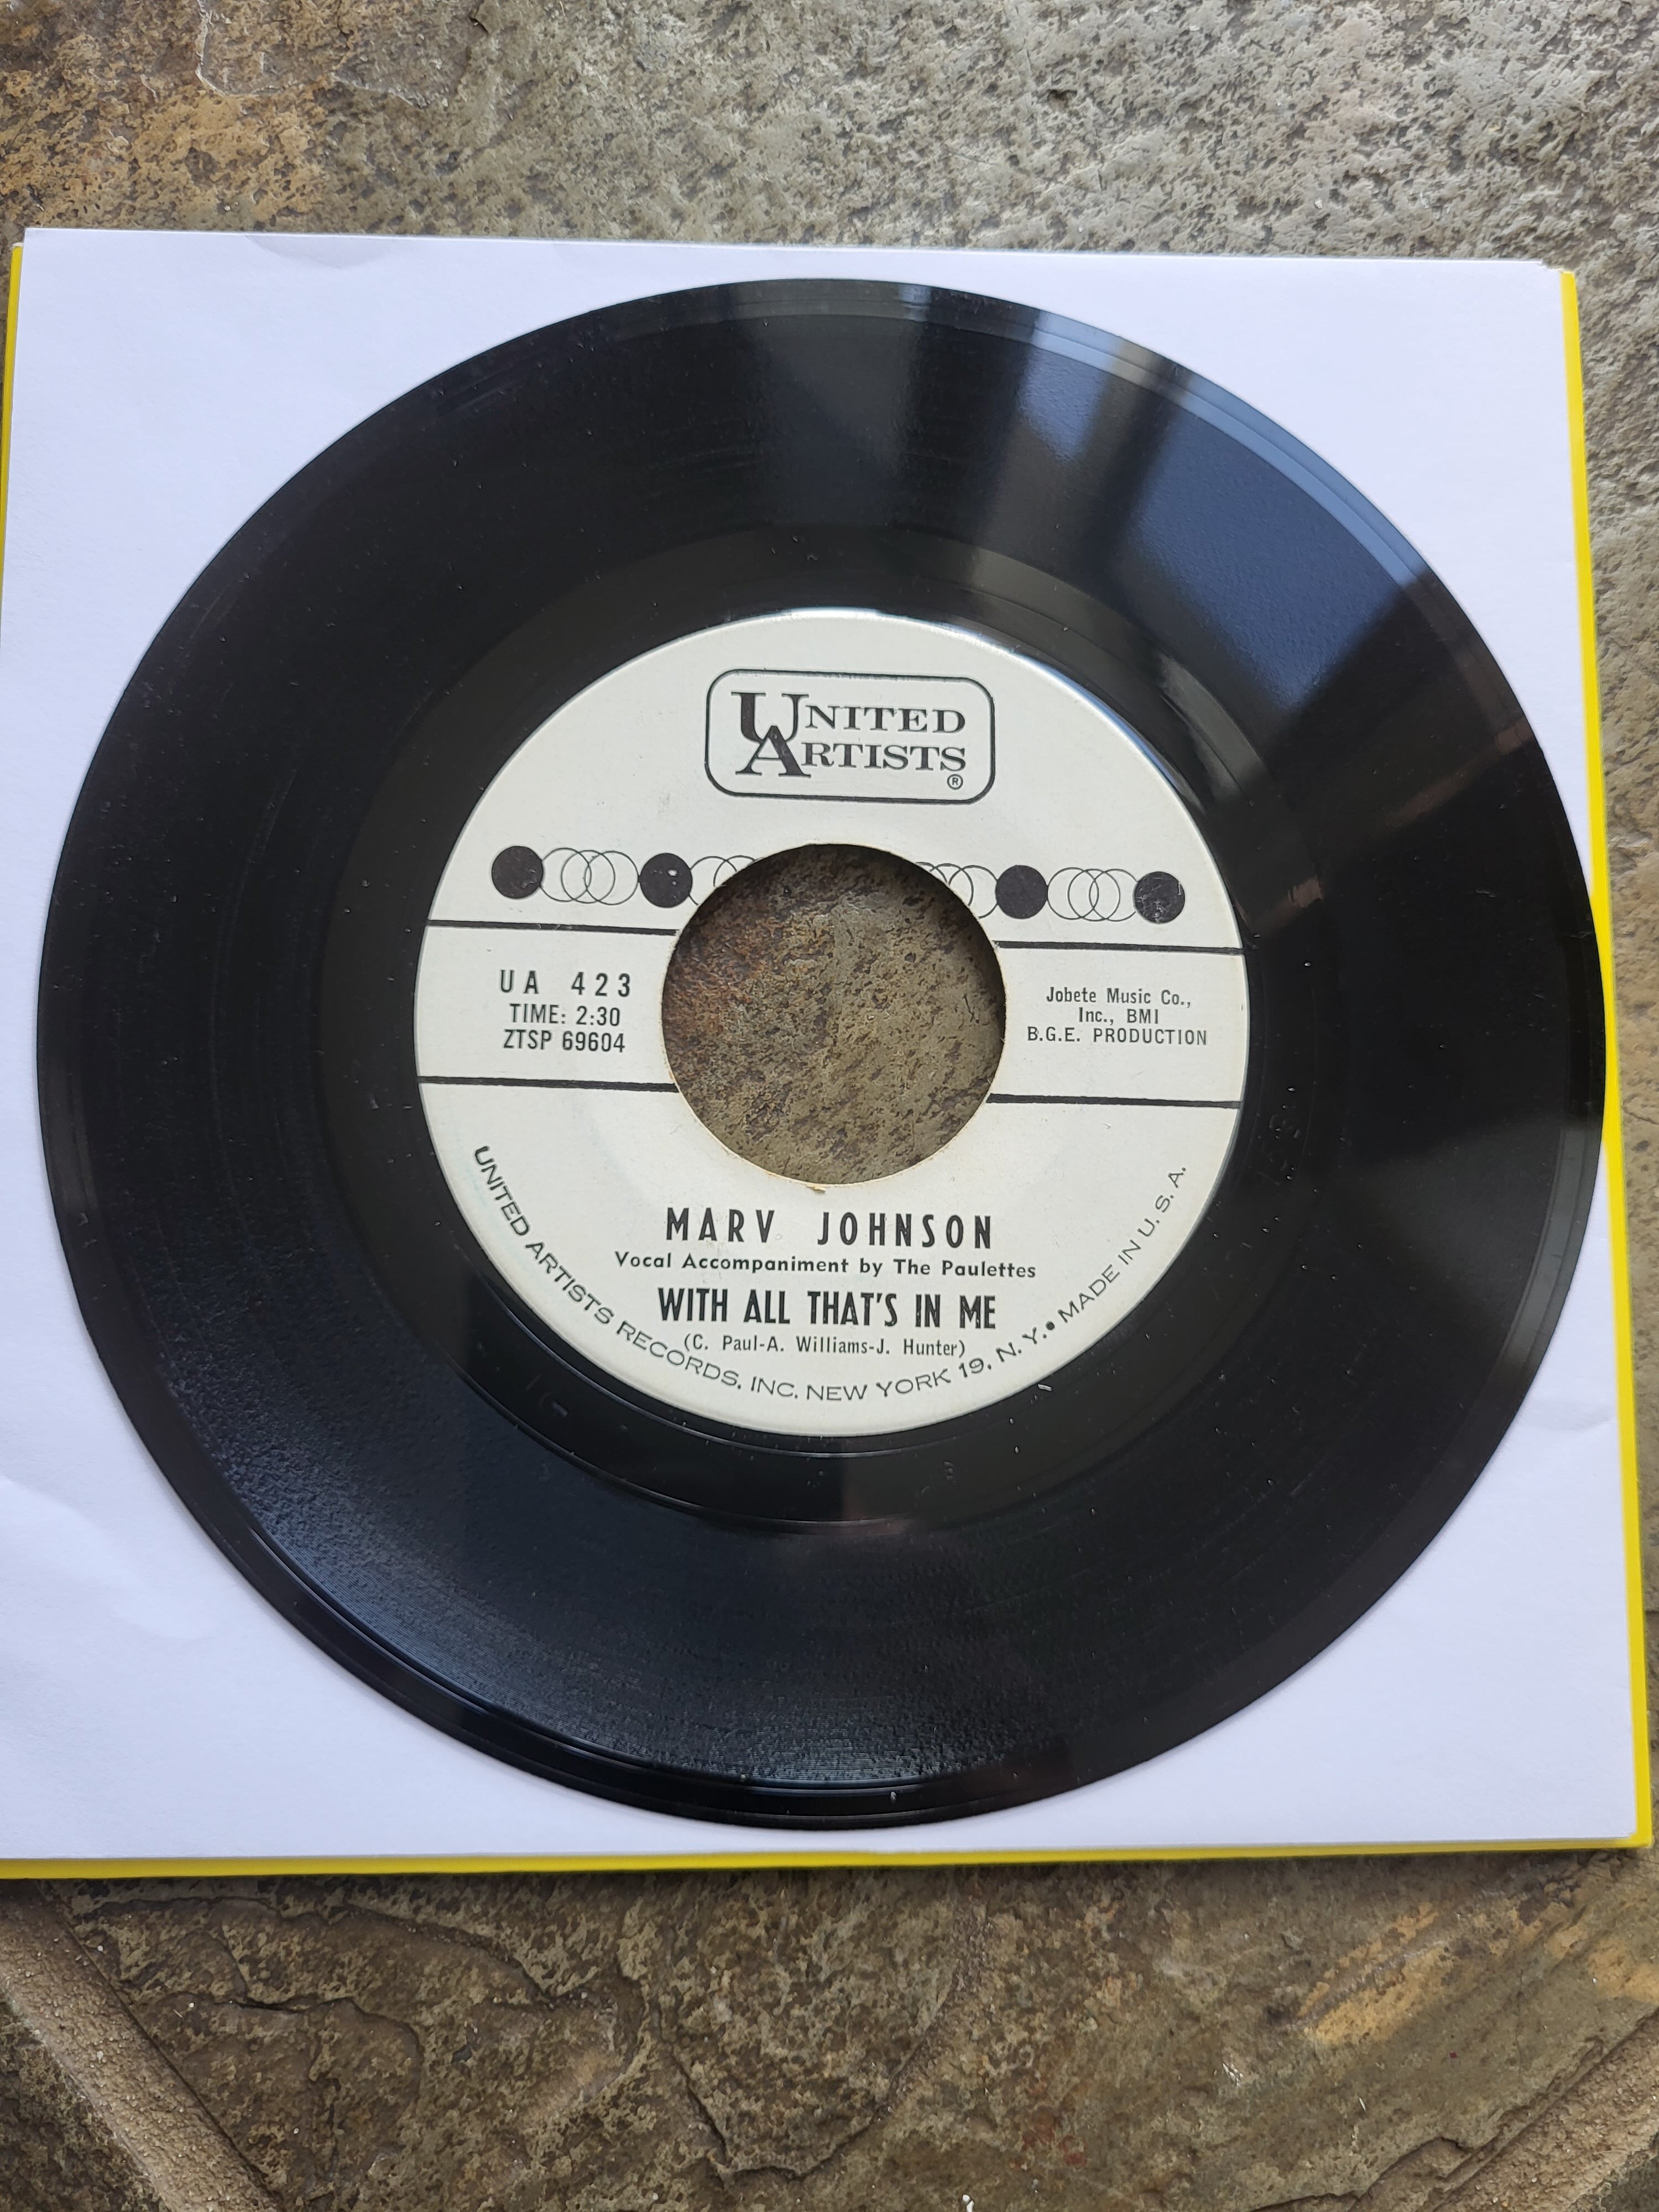 UNITED
ARTISTS
®
UA 423
TIME: 2:30
ZTSP 69604
Jobete Music Co.,
Inc., BMI
B.G.E. PRODUCTION
MARV JOHNSON
Vocal Accompaniment by The Paulettes
WITH ALL THAT'S IN ME
(C. Paul-A. Williams-J. Hunter)
UNITED ARTISTS RECORDS, INC. NEW YORK 19, N. Y. • MADE IN U. S. A.